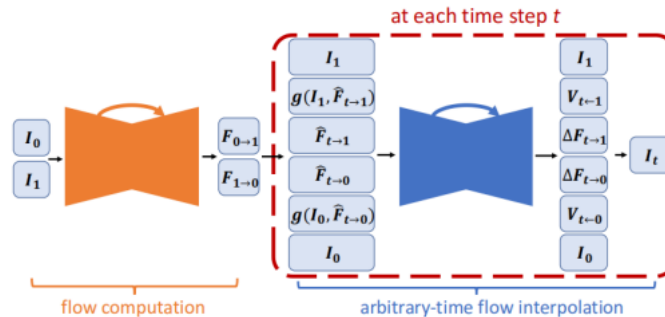 at each time step t
I₀
I₁
F₀→₁
F₁→₀
I₁
g(I₁, F̂ₜ→₁)
F̂ₜ→₁
F̂ₜ→₀
g(I₀, F̂ₜ→₀)
I₀
I₁
Vₜ←₁
ΔFₜ→₁
ΔFₜ→₀
Vₜ←₀
I₀
Iₜ
flow computation
arbitrary-time flow interpolation